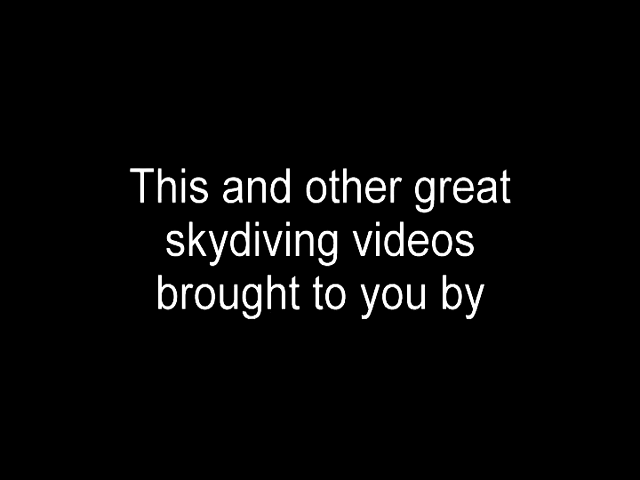 This and other great
skydiving videos
brought to you by